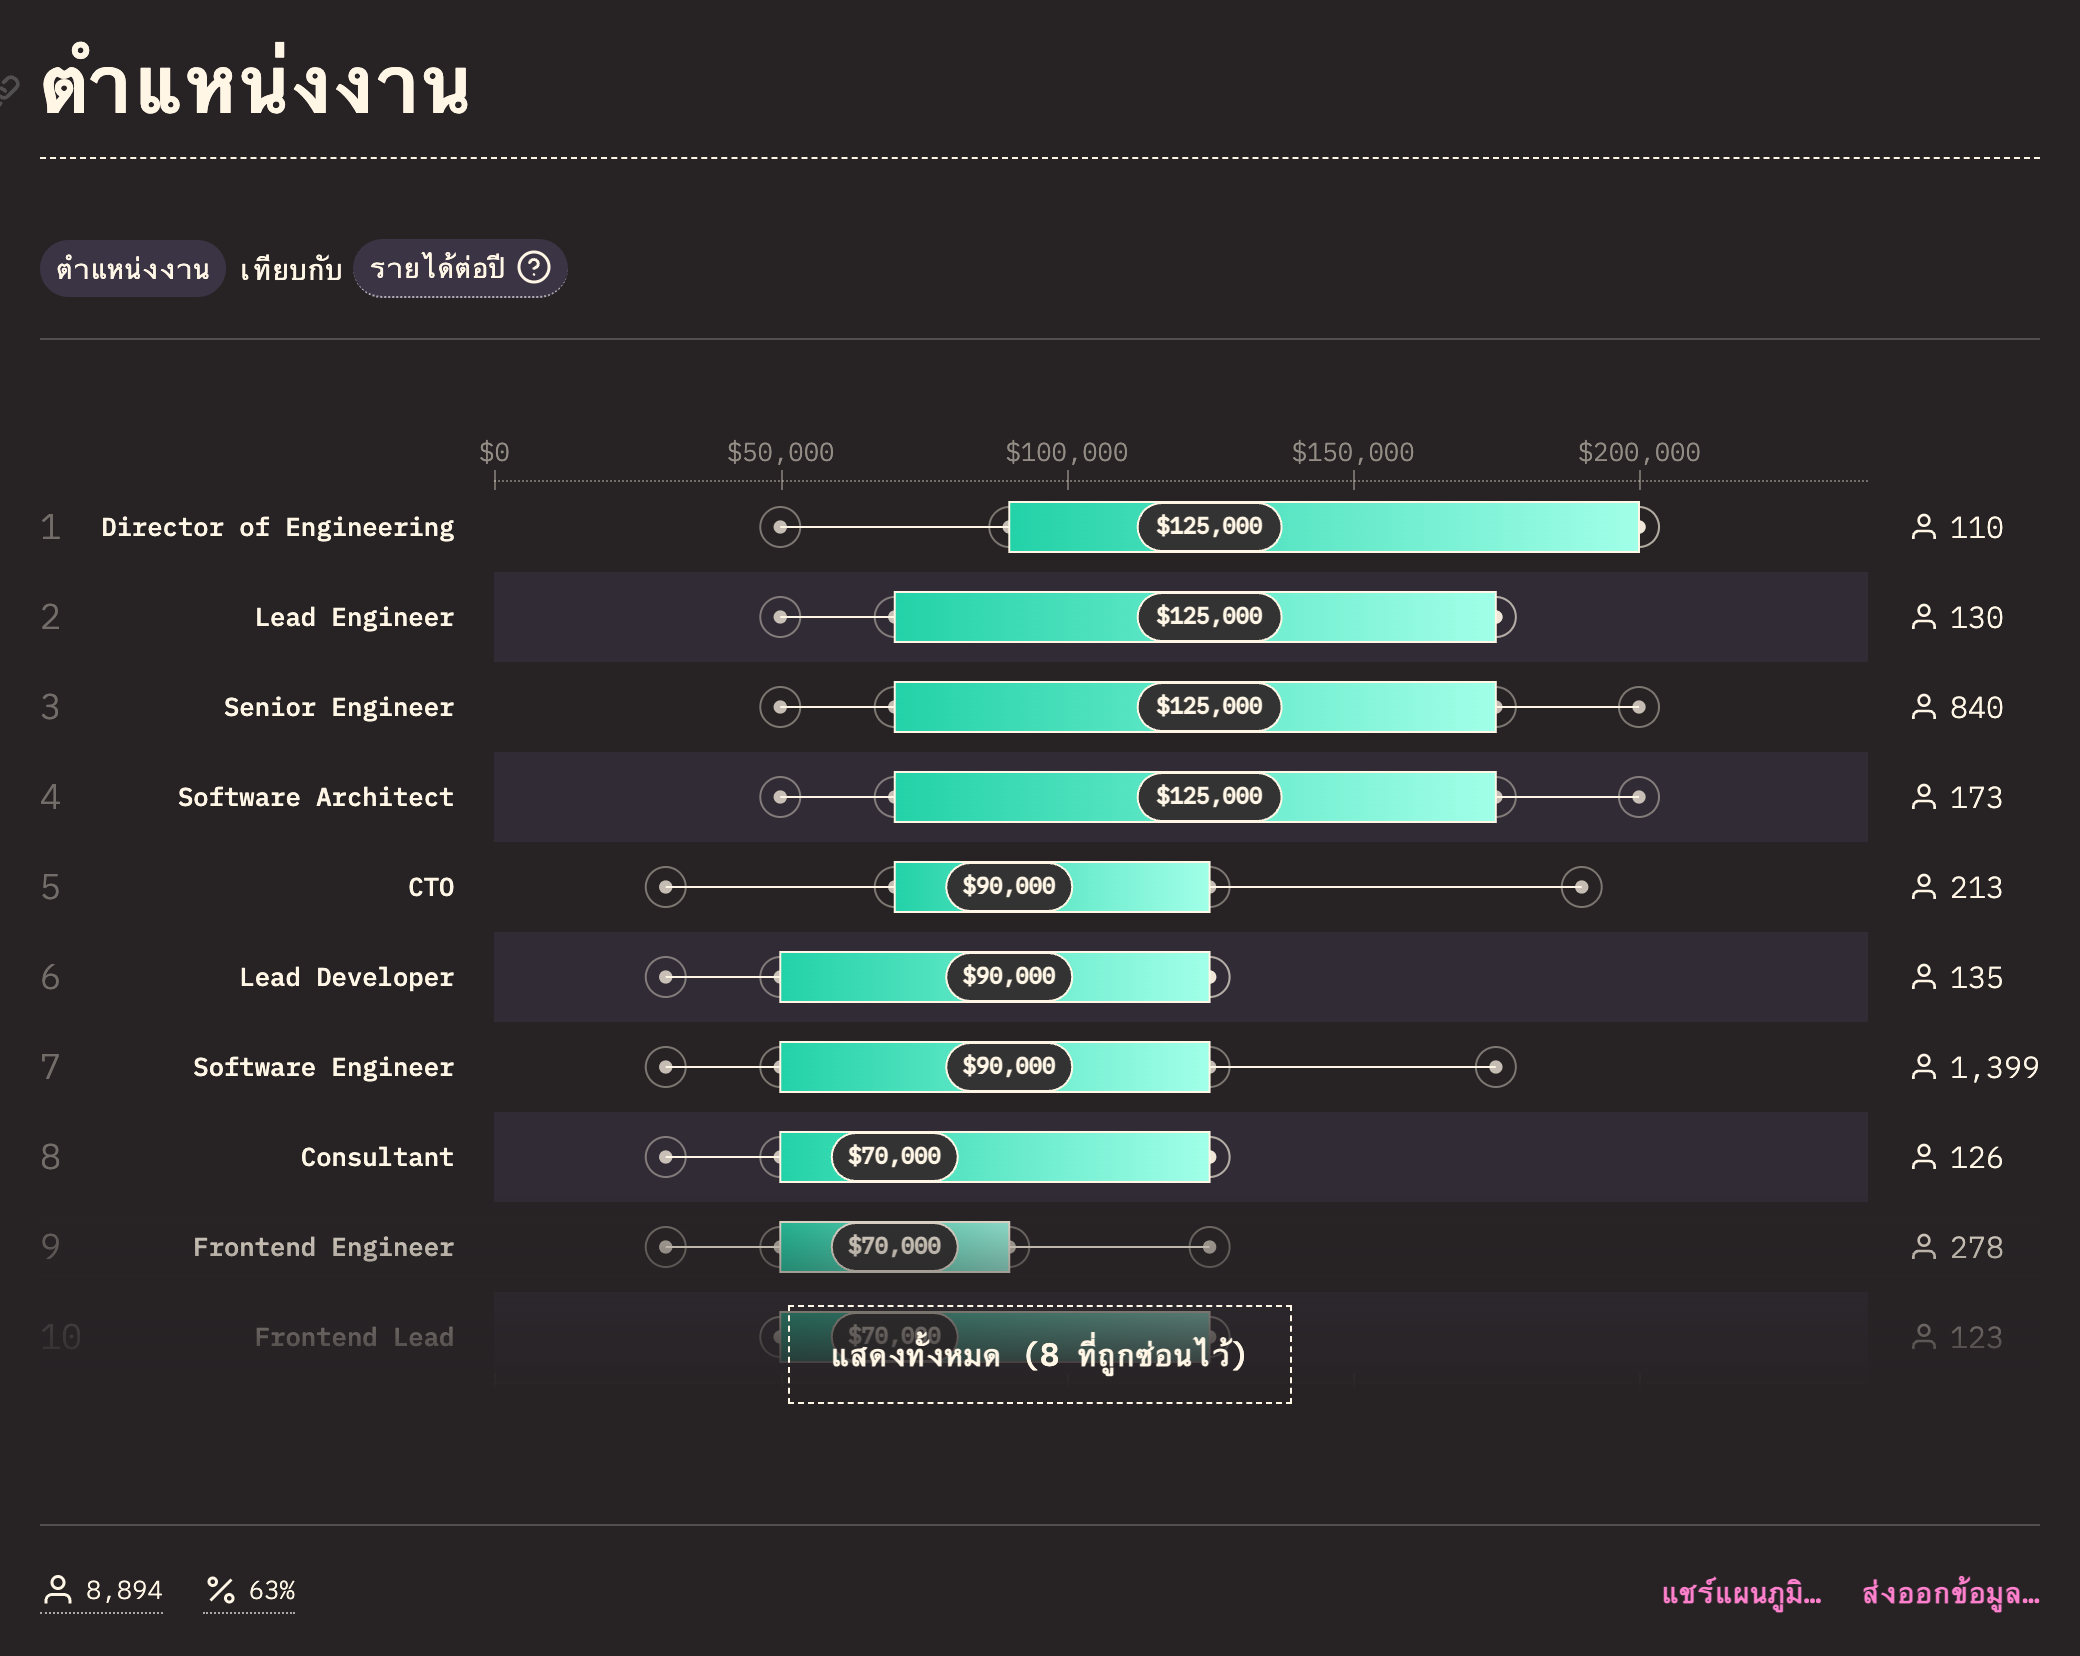 ตำแหน่งงาน
ตำแหน่งงาน เทียบกับ รายได้ต่อปี ?
$0 $50,000 $100,000 $150,000 $200,000
1 Director of Engineering $125,000 110
2 Lead Engineer $125,000 130
3 Senior Engineer $125,000 840
4 Software Architect $125,000 173
5 CTO $90,000 213
6 Lead Developer $90,000 135
7 Software Engineer $90,000 1,399
8 Consultant $70,000 126
9 Frontend Engineer $70,000 278
10 Frontend Lead $70,000 123
แสดงทั้งหมด (8 ที่ถูกซ่อนไว้)
8,894 % 63% แชร์แผนภูมิ… ส่งออกข้อมูล…